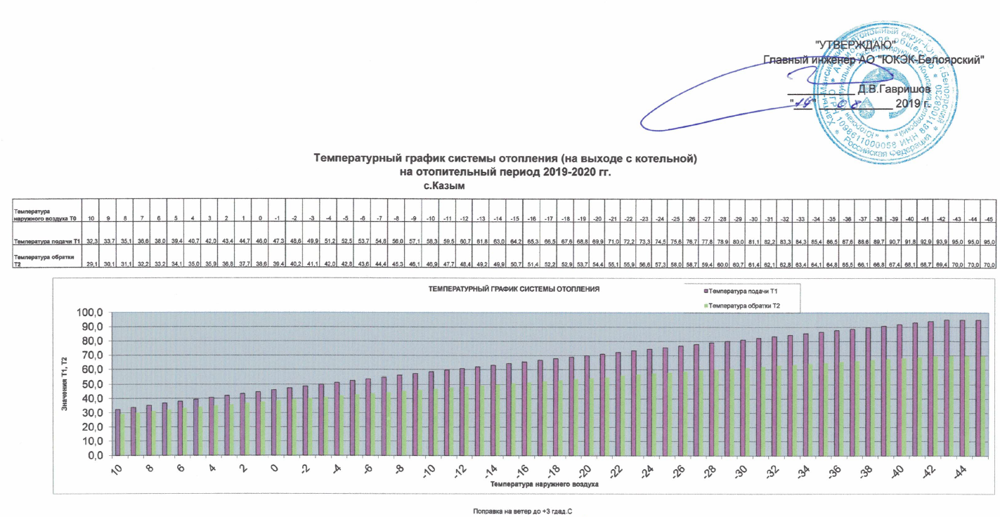 "УТВЕРЖДАЮ"
Главный инженер АО "ЮКЭК-Белоярский"
Д.В.Гавришов
"19" 08 2019 г.
Ханты-Мансийский автономный округ-Югра г.Белоярский
Акционерное общество
ОГРН 1098611000056 ИНН 8611008230
Российская Федерация
Температурный график системы отопления (на выходе с котельной)
на отопительный период 2019-2020 гг.
с.Казым
Температура наружного воздуха Т0 10 9 8 7 6 5 4 3 2 1 0 -1 -2 -3 -4 -5 -6 -7 -8 -9 -10 -11 -12 -13 -14 -15 -16 -17 -18 -19 -20 -21 -22 -23 -24 -25 -26 -27 -28 -29 -30 -31 -32 -33 -34 -35 -36 -37 -38 -39 -40 -41 -42 -43 -44 -45
Температура подачи Т1 32,3 33,7 35,1 36,6 38,0 39,4 40,7 42,0 43,4 44,7 46,0 47,3 48,6 49,9 51,2 52,5 53,7 54,8 56,0 57,1 58,3 59,5 60,7 61,8 63,0 64,2 65,3 66,5 67,6 68,8 69,9 71,0 72,2 73,3 74,5 75,6 76,7 77,8 78,9 80,0 81,1 82,2 83,3 84,3 85,4 86,5 87,6 88,6 89,7 90,7 91,8 92,9 93,9 95,0 95,0 95,0
Температура обратки Т2 29,1 30,1 31,1 32,2 33,2 34,1 35,0 35,9 36,8 37,7 38,6 39,4 40,2 41,1 42,0 42,8 43,6 44,4 45,3 46,1 46,9 47,7 48,4 49,2 49,9 50,7 51,4 52,2 52,9 53,7 54,4 55,1 55,9 56,6 57,3 58,0 58,7 59,4 60,0 60,7 61,4 62,1 62,8 63,4 64,1 64,8 65,5 66,1 66,8 67,4 68,1 68,7 69,4 70,0 70,0 70,0
ТЕМПЕРАТУРНЫЙ ГРАФИК СИСТЕМЫ ОТОПЛЕНИЯ
Температура подачи Т1
Температура обратки Т2
Значения Т1, Т2
100,0
90,0
80,0
70,0
60,0
50,0
40,0
30,0
20,0
10,0
0,0
10 8 6 4 2 0 -2 -4 -6 -8 -10 -12 -14 -16 -18 -20 -22 -24 -26 -28 -30 -32 -34 -36 -38 -40 -42 -44
Температура наружнего воздуха
Поправка на ветер до +3 гдад.С